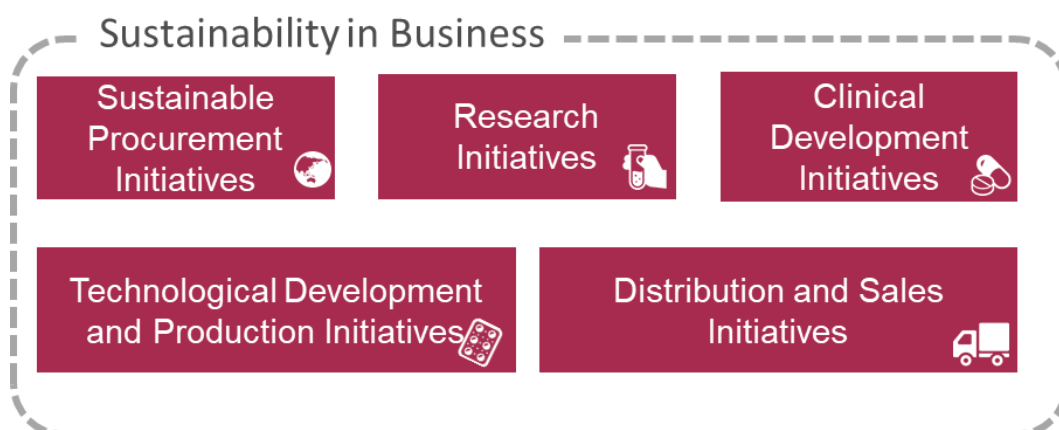 Sustainability in Business
Sustainable
Procurement
Initiatives
Research
Initiatives
Clinical
Development
Initiatives
Technological Development
and Production Initiatives
Distribution and Sales
Initiatives